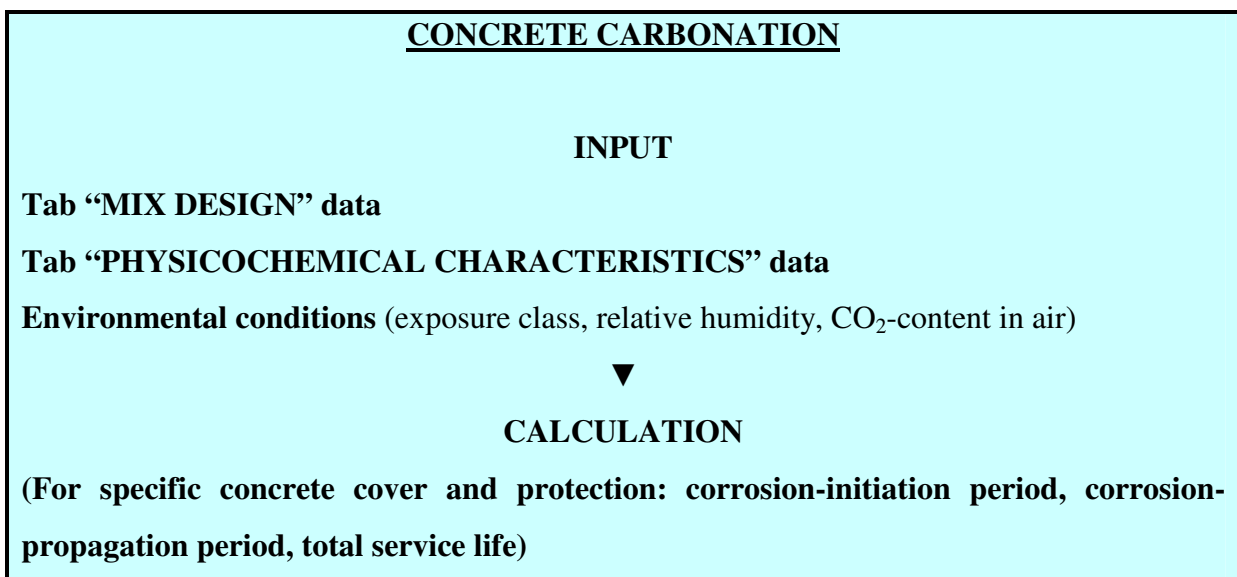 CONCRETE CARBONATION
INPUT
Tab “MIX DESIGN” data
Tab “PHYSICOCHEMICAL CHARACTERISTICS” data
Environmental conditions (exposure class, relative humidity, CO₂-content in air)
▼
CALCULATION
(For specific concrete cover and protection: corrosion-initiation period, corrosion-
propagation period, total service life)